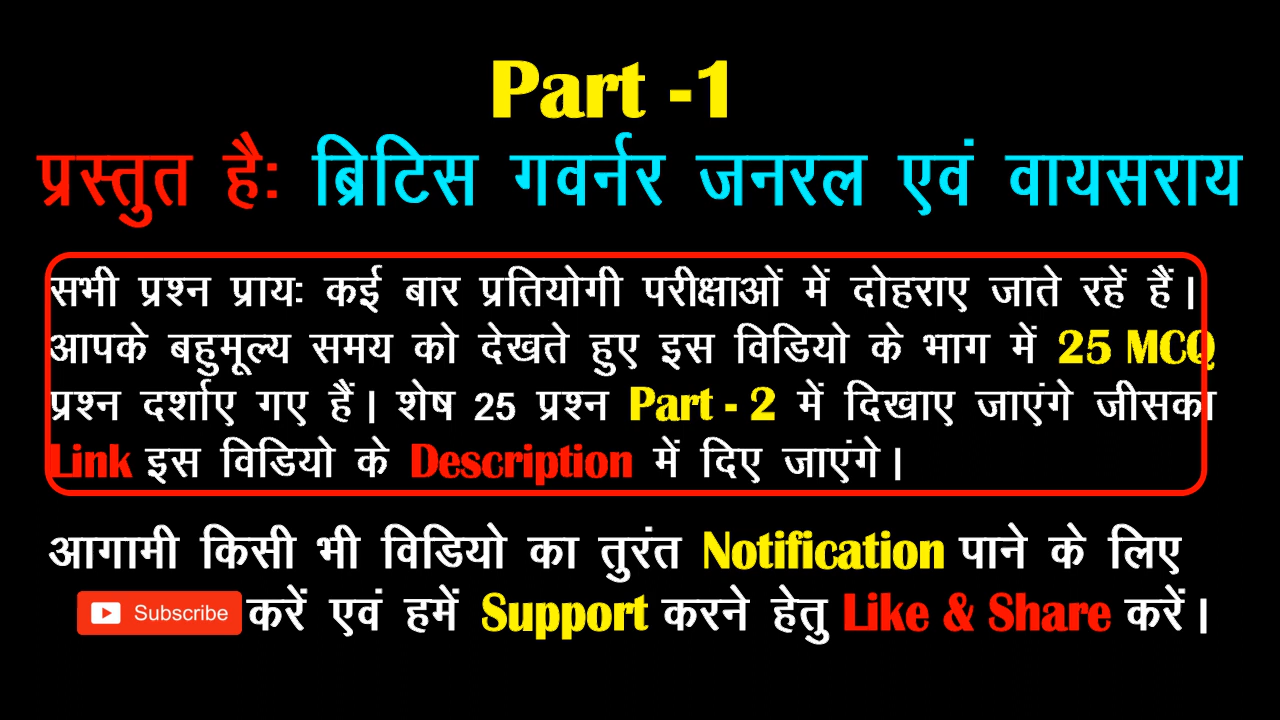 Part -1
प्रस्तुत हैः ब्रिटिस गवर्नर जनरल एवं वायसराय
सभी प्रश्न प्रायः कई बार प्रतियोगी परीक्षाओं में दोहराए जाते रहें हैं।
आपके बहुमूल्य समय को देखते हुए इस विडियो के भाग में 25 MCQ
प्रश्न दर्शाए गए हैं। शेष 25 प्रश्न Part - 2 में दिखाए जाएंगे जीसका
Link इस विडियो के Description में दिए जाएंगे।
आगामी किसी भी विडियो का तुरंत Notification पाने के लिए
Subscribe करें एवं हमें Support करने हेतु Like & Share करें।